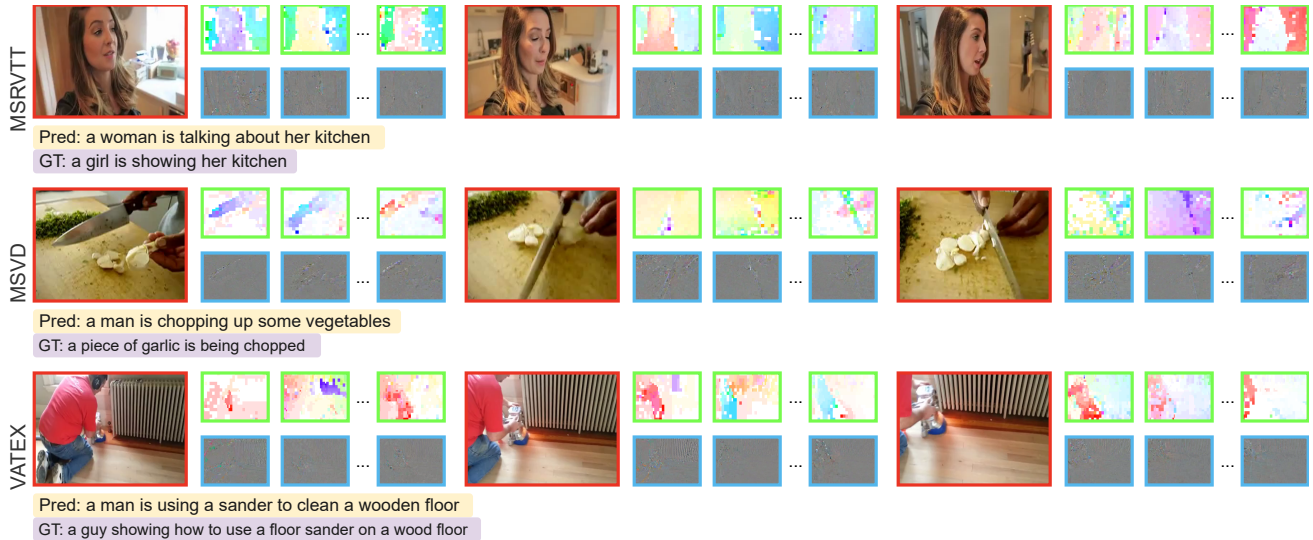 MSRVTT
... ... ...
... ... ...
Pred: a woman is talking about her kitchen
GT: a girl is showing her kitchen
MSVD
... ... ...
... ... ...
Pred: a man is chopping up some vegetables
GT: a piece of garlic is being chopped
VATEX
... ... ...
... ... ...
Pred: a man is using a sander to clean a wooden floor
GT: a guy showing how to use a floor sander on a wood floor